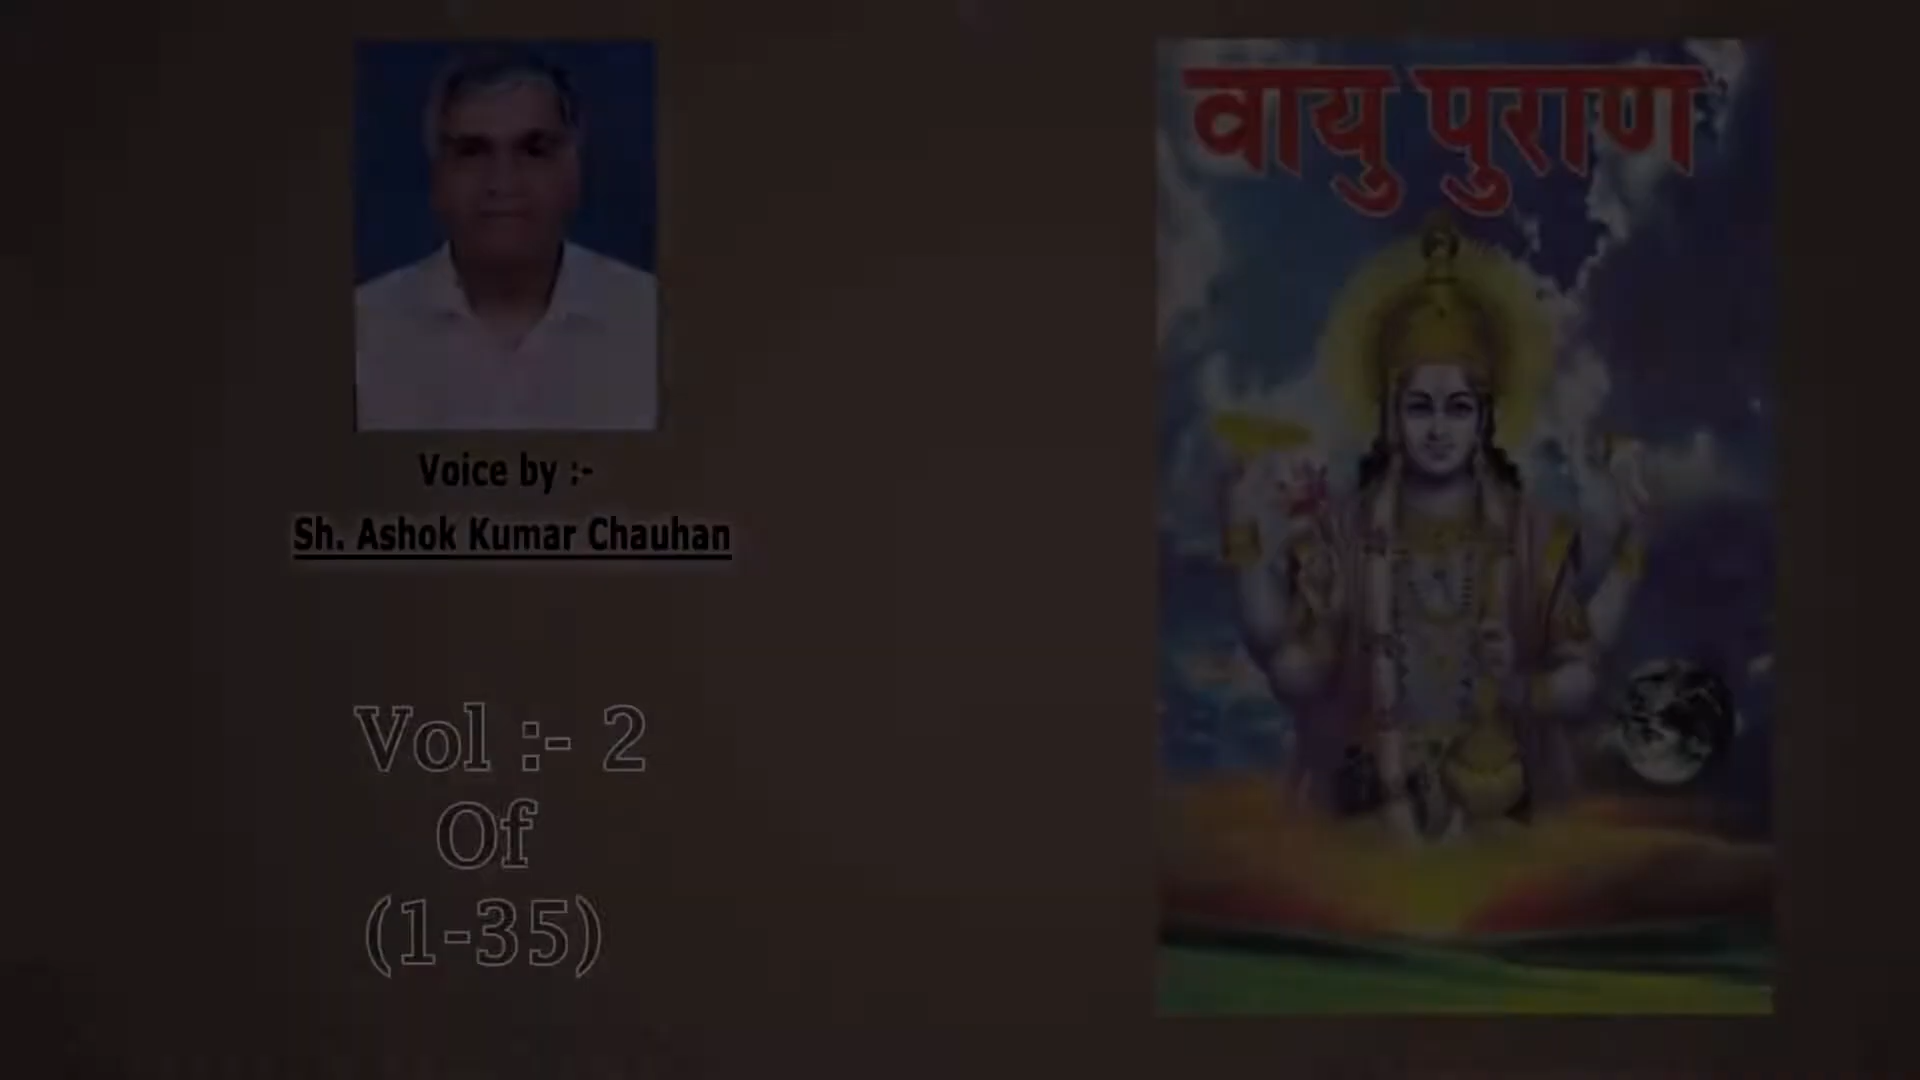 वायु पुराण
Voice by :-
Sh. Ashok Kumar Chauhan
Vol :- 2
Of
(1-35)